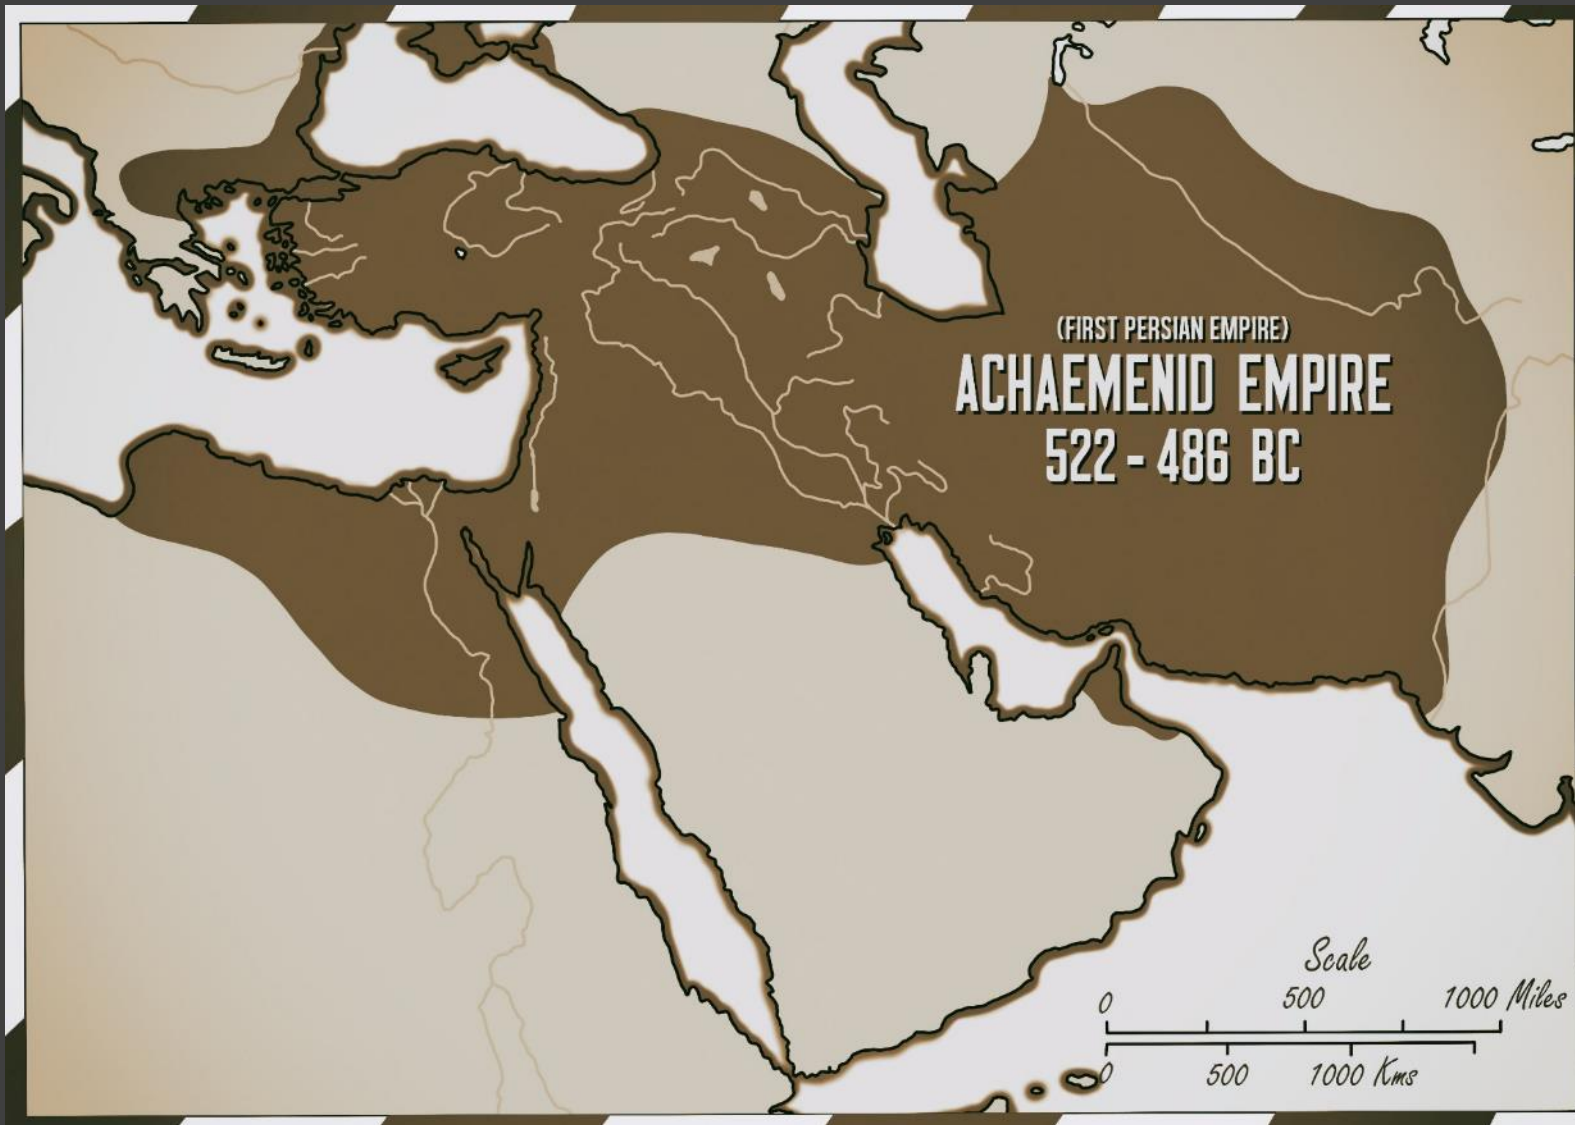 (FIRST PERSIAN EMPIRE)
ACHAEMENID EMPIRE
522 - 486 BC
Scale
0 500 1000 Miles
0 500 1000 Kms